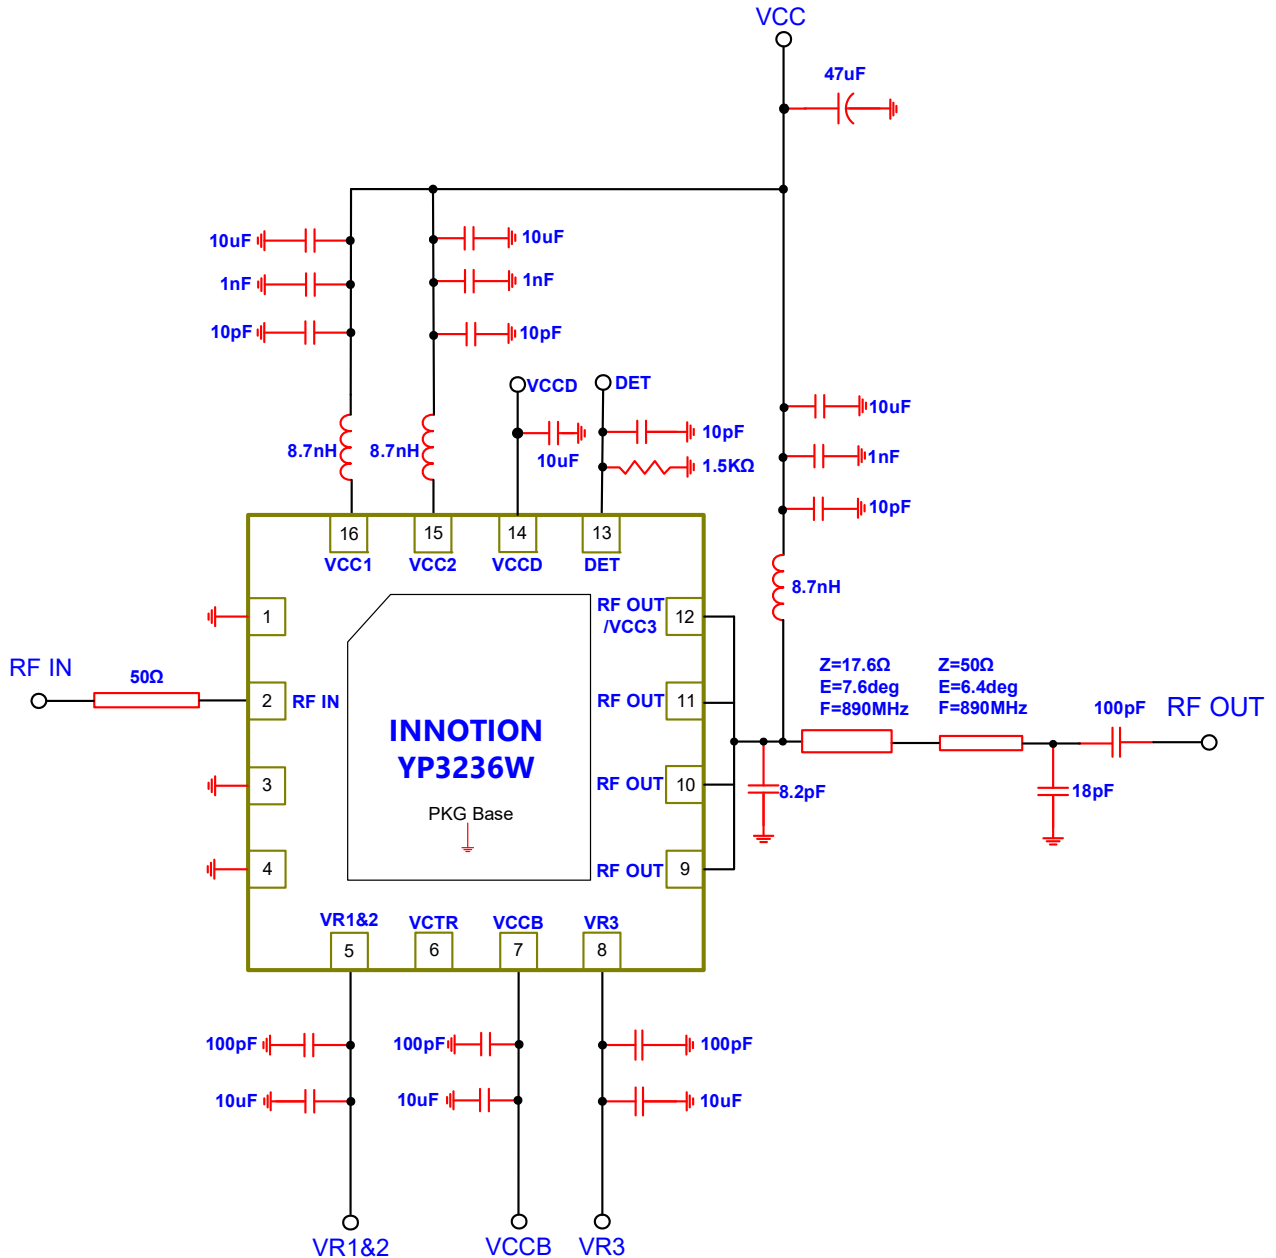 VCC
47uF
10uF
10uF
1nF
1nF
10pF
10pF
VCCD
DET
10uF
10pF
8.7nH
8.7nH
10uF
1.5KΩ
1nF
10pF
16
15
14
13
VCC1
VCC2
VCCD
DET
8.7nH
1
RF OUT
/VCC3
12
RF IN
50Ω
2
RF IN
RF OUT
11
Z=17.6Ω
E=7.6deg
F=890MHz
Z=50Ω
E=6.4deg
F=890MHz
100pF
RF OUT
INNOTION
YP3236W
3
RF OUT
10
8.2pF
18pF
PKG Base
4
RF OUT
9
VR1&2
VCTR
VCCB
VR3
5
6
7
8
100pF
100pF
100pF
10uF
10uF
10uF
VR1&2
VCCB
VR3